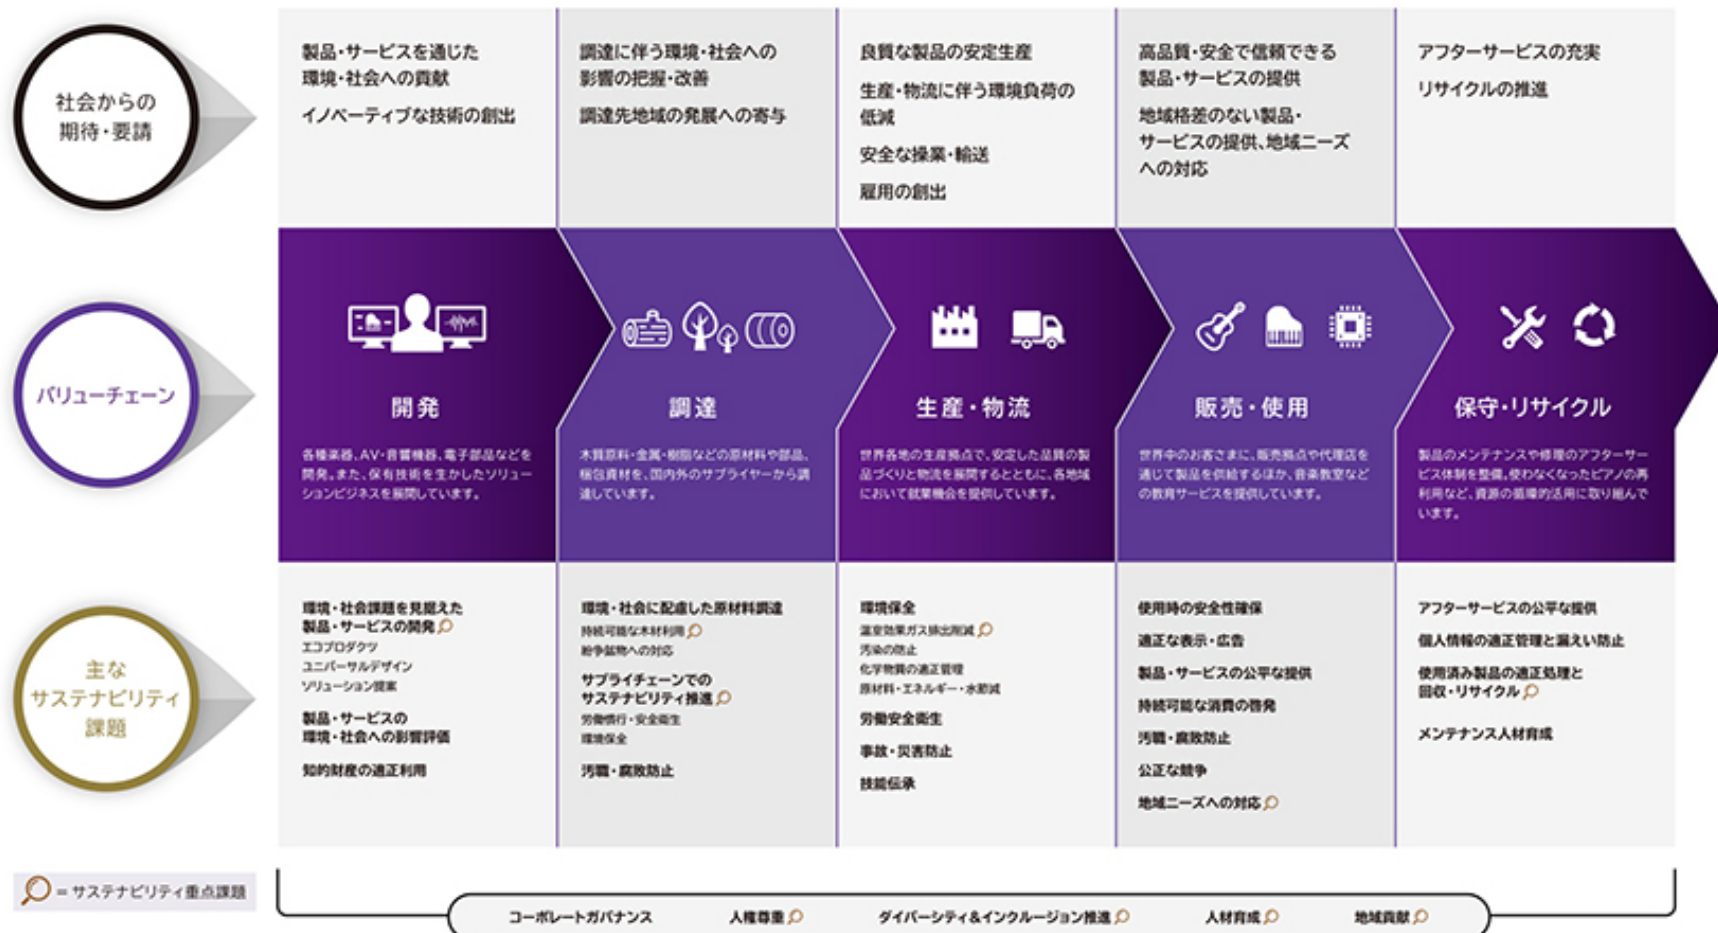 社会からの
期待・要請
製品・サービスを通じた
環境・社会への貢献
イノベーティブな技術の創出
調達に伴う環境・社会への
影響の把握・改善
調達先地域の発展への寄与
良質な製品の安定生産
生産・物流に伴う環境負荷の
低減
安全な操業・輸送
雇用の創出
高品質・安全で信頼できる
製品・サービスの提供
地域格差のない製品・
サービスの提供、地域ニーズ
への対応
アフターサービスの充実
リサイクルの推進
バリューチェーン
開発
各種楽器、AV・音響機器、電子部品などを
開発。また、保有技術を生かしたソリュー
ションビジネスを展開しています。
調達
木質原料・金属・樹脂などの原材料や部品、
梱包資材を、国内外のサプライヤーから調
達しています。
生産・物流
世界各地の生産拠点で、安定した品質の製
品づくりと物流を展開するとともに、各地域
において就業機会を提供しています。
販売・使用
世界中のお客さまに、販売拠点や代理店を
通じて製品を供給するほか、音楽教室など
の教育サービスを提供しています。
保守・リサイクル
製品のメンテナンスや修理のアフターサー
ビス体制を整備。使わなくなったピアノの再
利用など、資源の循環的活用に取り組んで
います。
主な
サステナビリティ
課題
環境・社会課題を見据えた
製品・サービスの開発
エコプロダクツ
ユニバーサルデザイン
ソリューション提案
製品・サービスの
環境・社会への影響評価
知的財産の適正利用
環境・社会に配慮した原材料調達
持続可能な木材利用
紛争鉱物への対応
サプライチェーンでの
サステナビリティ推進
労働慣行・安全衛生
環境保全
汚職・腐敗防止
環境保全
温室効果ガス排出削減
汚染の防止
化学物質の適正管理
原材料・エネルギー・水節減
労働安全衛生
事故・災害防止
技能伝承
使用時の安全性確保
適正な表示・広告
製品・サービスの公平な提供
持続可能な消費の啓発
汚職・腐敗防止
公正な競争
地域ニーズへの対応
アフターサービスの公平な提供
個人情報の適正管理と漏えい防止
使用済み製品の適正処理と
回収・リサイクル
メンテナンス人材育成
= サステナビリティ重点課題
コーポレートガバナンス 人権尊重 ダイバーシティ&インクルージョン推進 人材育成 地域貢献